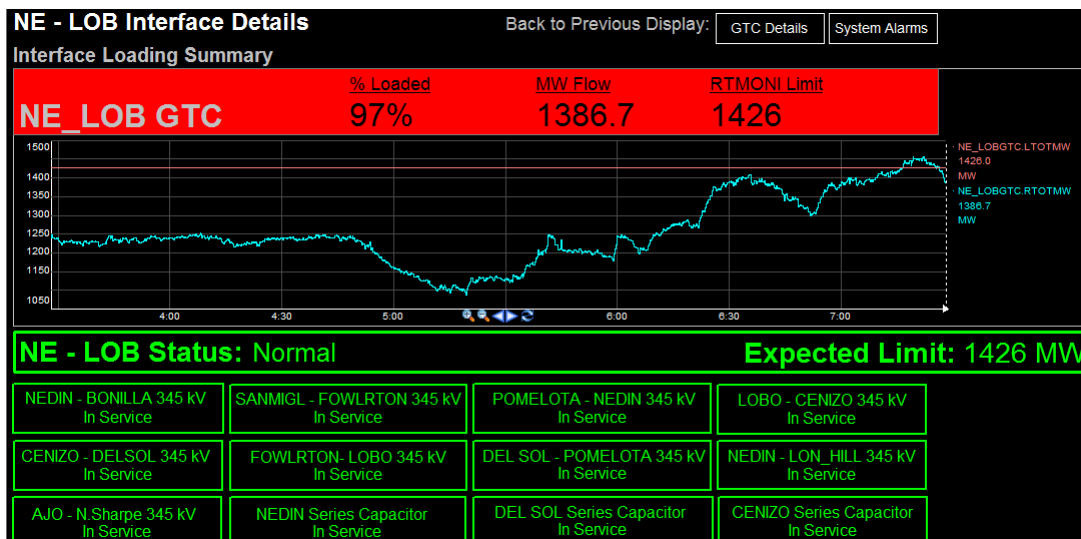 NE - LOB Interface Details
Back to Previous Display:
GTC Details
System Alarms
Interface Loading Summary
% Loaded
MW Flow
RTMONI Limit
NE_LOB GTC
97%
1386.7
1426
1500
1400
1350
1300
1250
1200
1150
1050
4:00
4:30
5:00
6:00
6:30
7:00
NE_LOBGTC.LTOTMW
1426.0
MW
NE_LOBGTC.RTOTMW
1386.7
MW
NE - LOB Status: Normal
Expected Limit: 1426 MW
NEDIN - BONILLA 345 kV
In Service
SANMIGL - FOWLRTON 345 kV
In Service
POMELOTA - NEDIN 345 kV
In Service
LOBO - CENIZO 345 kV
In Service
CENIZO - DELSOL 345 kV
In Service
FOWLRTON- LOBO 345 kV
In Service
DEL SOL - POMELOTA 345 kV
In Service
NEDIN - LON_HILL 345 kV
In Service
AJO - N.Sharpe 345 kV
In Service
NEDIN Series Capacitor
In Service
DEL SOL Series Capacitor
In Service
CENIZO Series Capacitor
In Service